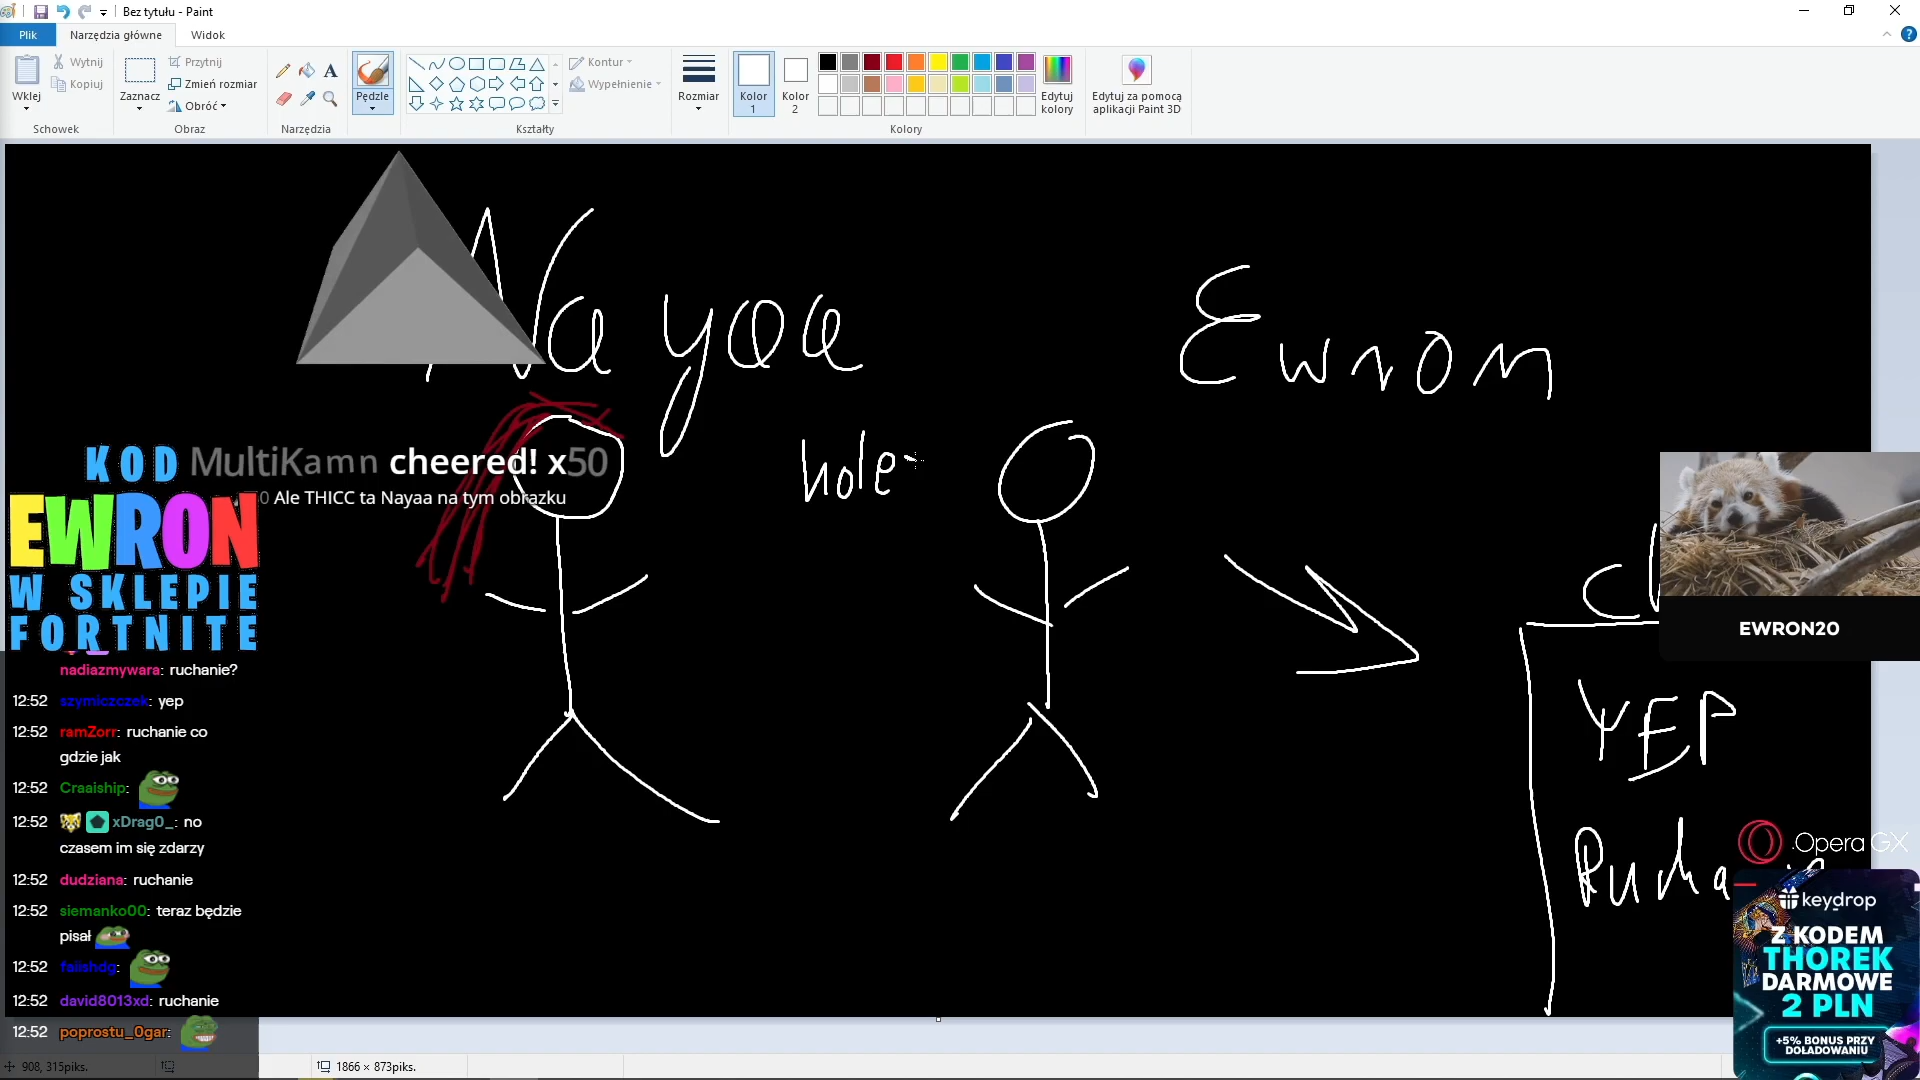 Bez tytułu - Paint
Plik Narzędzia główne Widok
Wklej Wytnij Kopiuj
Schowek
Zaznacz Przytnij Zmień rozmiar Obróć
Obraz
Narzędzia
Pędzle
Kształty
Kontur
Wypełnienie
Rozmiar
Kolor 1
Kolor 2
Edytuj kolory
Kolory
Edytuj za pomocą aplikacji Paint 3D
Nayaa
Ewron
hole
KOD
EWRON
W SKLEPIE
FORTNITE
MultiKamn cheered! x50
Ale THICC ta Nayaa na tym obrazku
nadiazmywara: ruchanie?
12:52 szymiczczek: yep
12:52 ramZorr: ruchanie co
gdzie jak
12:52 Craaiship:
12:52 xDrag0_: no
czasem im się zdarzy
12:52 dudziana: ruchanie
12:52 siemanko00: teraz będzie
pisał
12:52 faiishdg:
12:52 david8013xd: ruchanie
12:52 poprostu_0gar:
EWRON20
YEP
Opera GX
keydrop
Z KODEM
THOREK
DARMOWE
2 PLN
+5% BONUS PRZY
DOŁADOWANIU
908, 315piks.
1866 × 873piks.